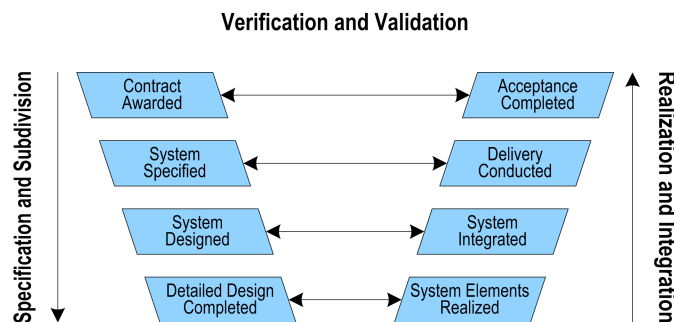 Verification and Validation
Specification and Subdivision
Contract
Awarded
Acceptance
Completed
System
Specified
Delivery
Conducted
System
Designed
System
Integrated
Detailed Design
Completed
System Elements
Realized
Realization and Integration